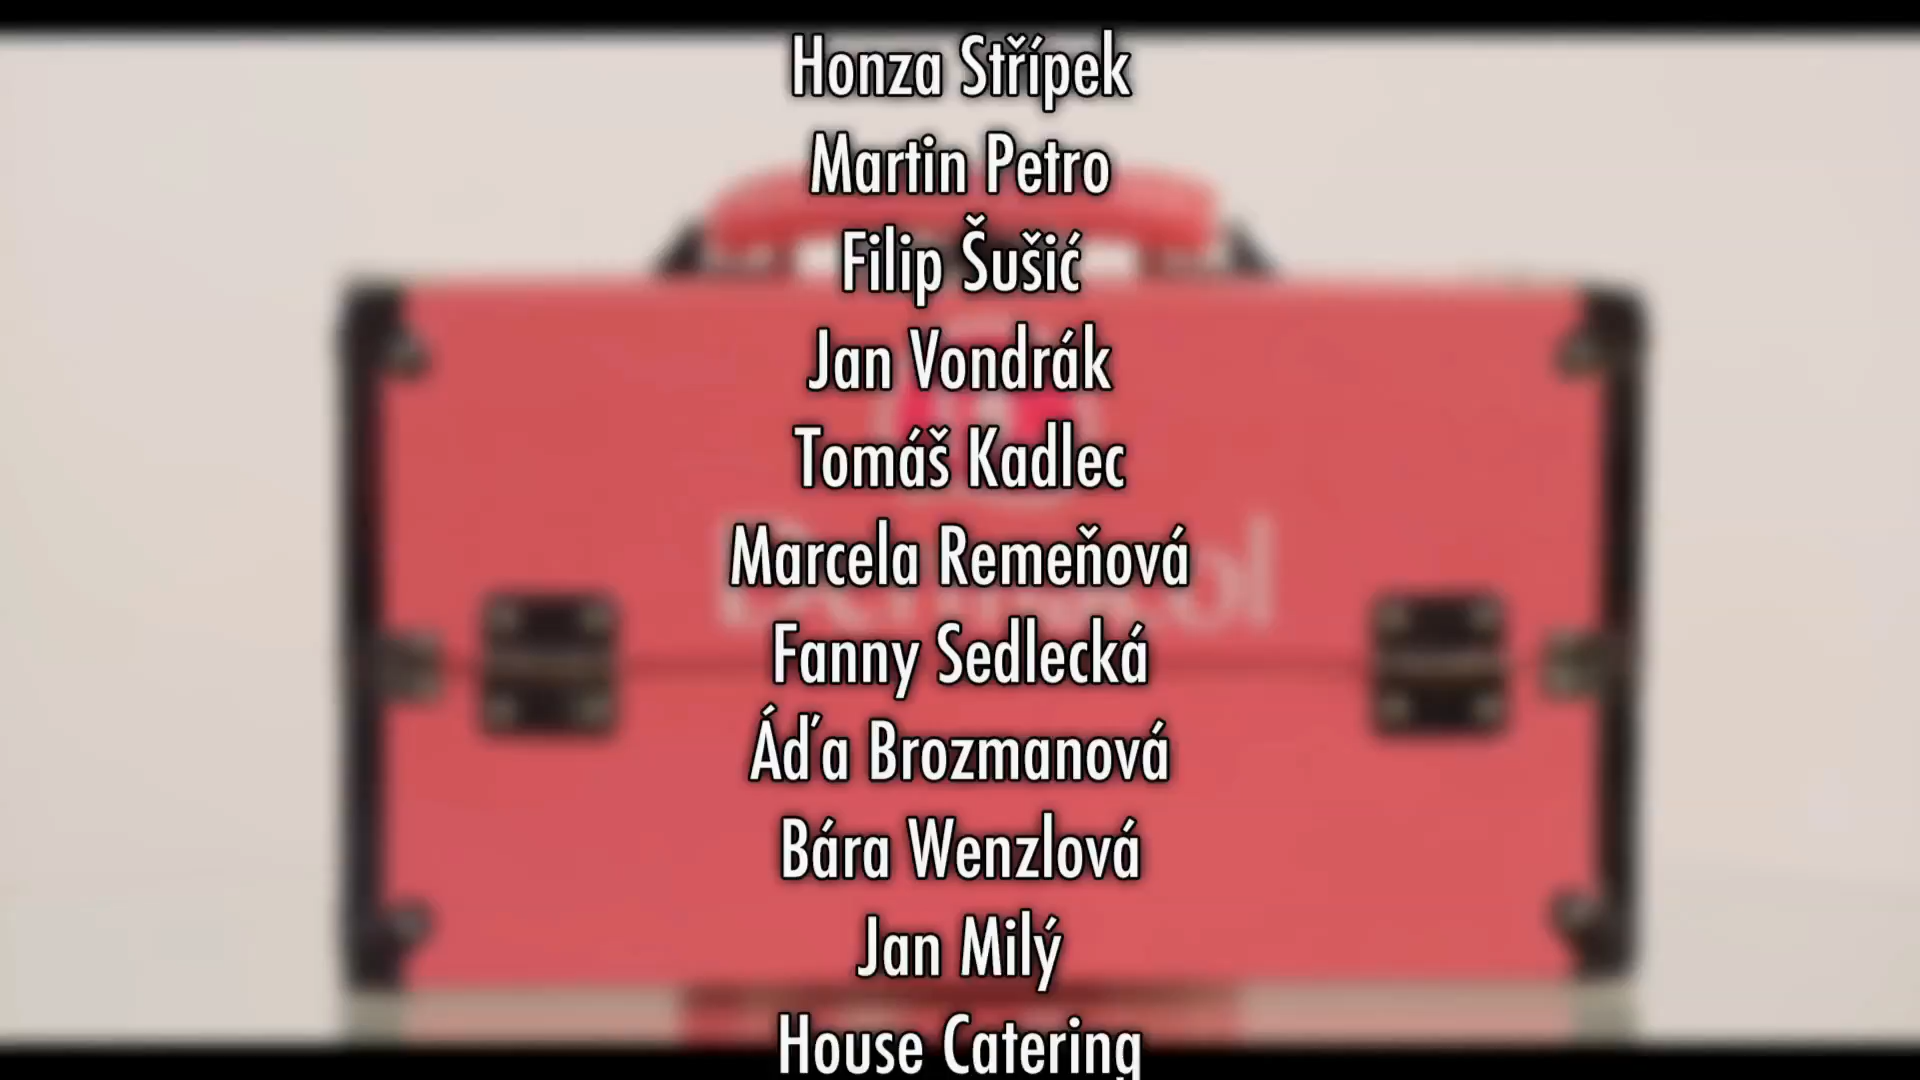 Honza Střípek
Martin Petro
Filip Šušić
Jan Vondrák
Tomáš Kadlec
Marcela Remeňová
Fanny Sedlecká
Áďa Brozmanová
Bára Wenzlová
Jan Milý
House Catering